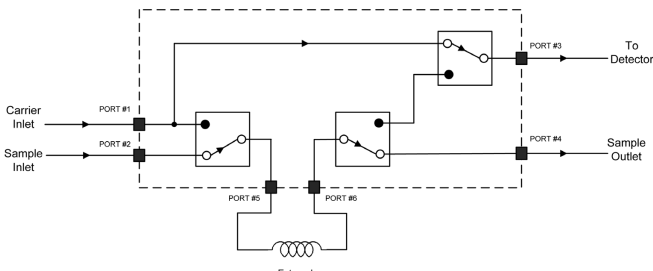 PORT #3
To
Detector
Carrier
Inlet
PORT #1
PORT #2
Sample
Inlet
PORT #4
Sample
Outlet
PORT #5
PORT #6